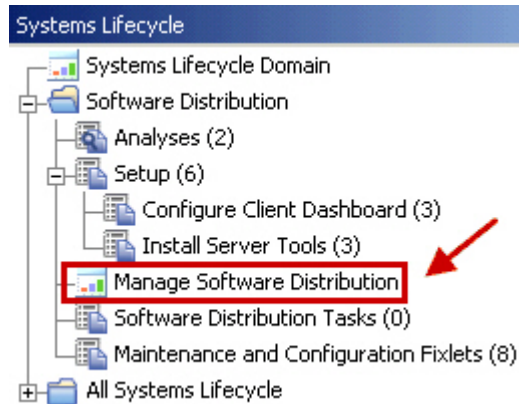 Systems Lifecycle
Systems Lifecycle Domain
Software Distribution
Analyses (2)
Setup (6)
Configure Client Dashboard (3)
Install Server Tools (3)
Manage Software Distribution
Software Distribution Tasks (0)
Maintenance and Configuration Fixlets (8)
All Systems Lifecycle